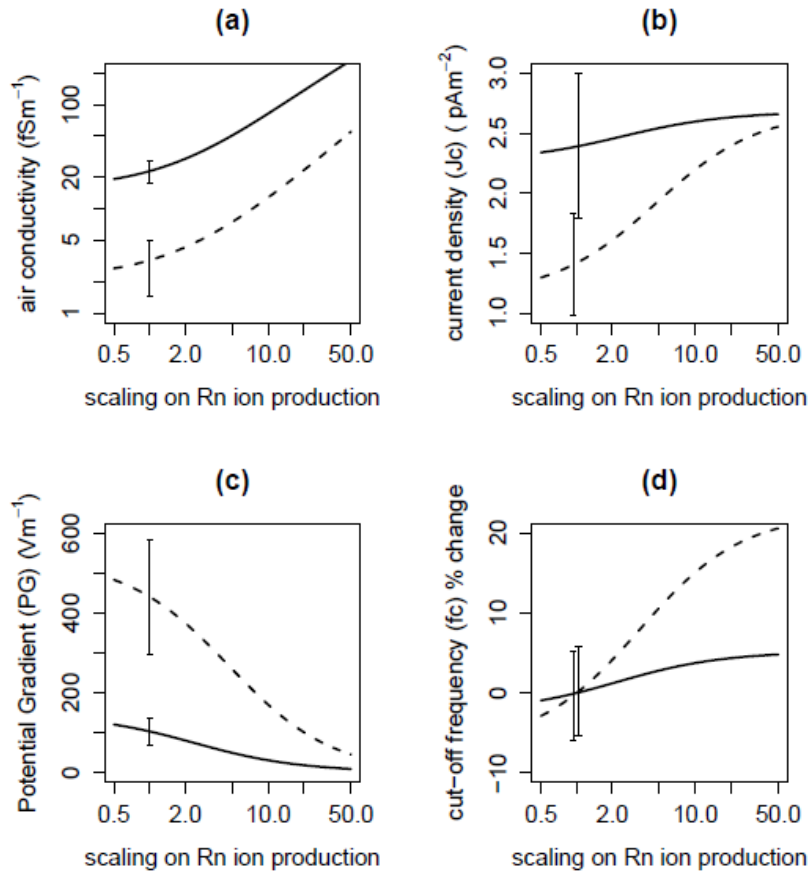 (a)
air conductivity (fSm⁻¹)
100
20
5
1
0.5 2.0 10.0 50.0
scaling on Rn ion production
(b)
current density (Jc) ( pAm⁻²)
3.0
2.5
2.0
1.5
1.0
0.5 2.0 10.0 50.0
scaling on Rn ion production
(c)
Potential Gradient (PG) (Vm⁻¹)
600
400
200
0
0.5 2.0 10.0 50.0
scaling on Rn ion production
(d)
cut−off frequency (fc) % change
20
10
0
−10
0.5 2.0 10.0 50.0
scaling on Rn ion production